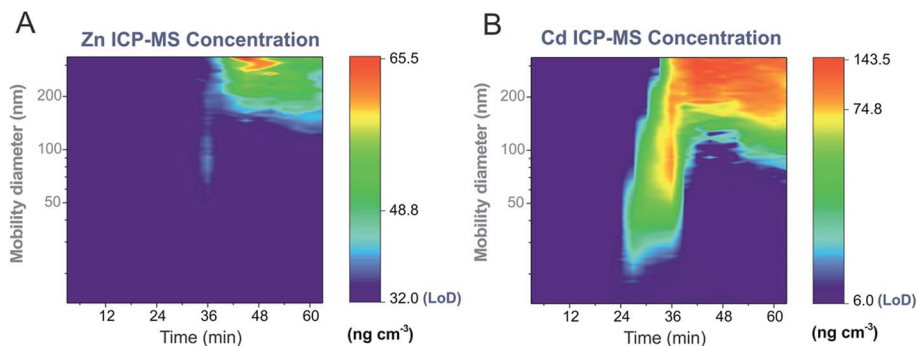 A
Zn ICP-MS Concentration
Mobility diameter (nm)
200
100
50
12 24 36 48 60
Time (min)
65.5
48.8
32.0 (LoD)
(ng cm-3)
B
Cd ICP-MS Concentration
Mobility diameter (nm)
200
100
50
12 24 36 48 60
Time (min)
143.5
74.8
6.0 (LoD)
(ng cm-3)